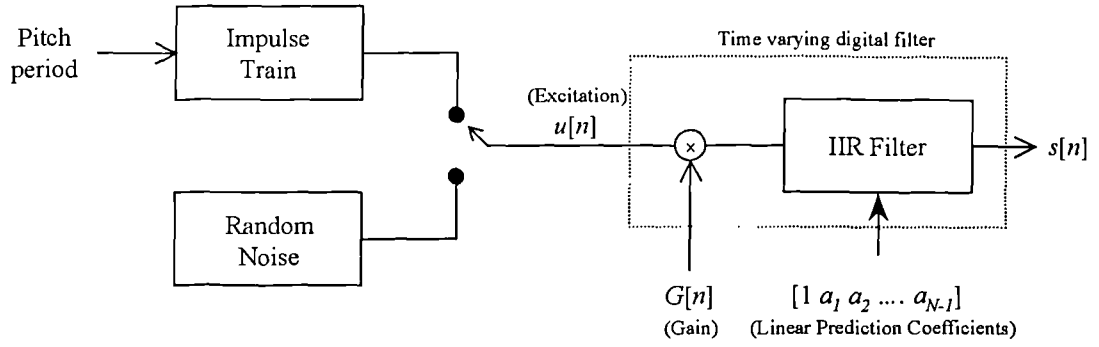 Pitch
period
Impulse
Train
Random
Noise
(Excitation)
u[n]
Time varying digital filter
×
IIR Filter
s[n]
G[n]
(Gain)
[1 a1 a2 .... aN-1]
(Linear Prediction Coefficients)